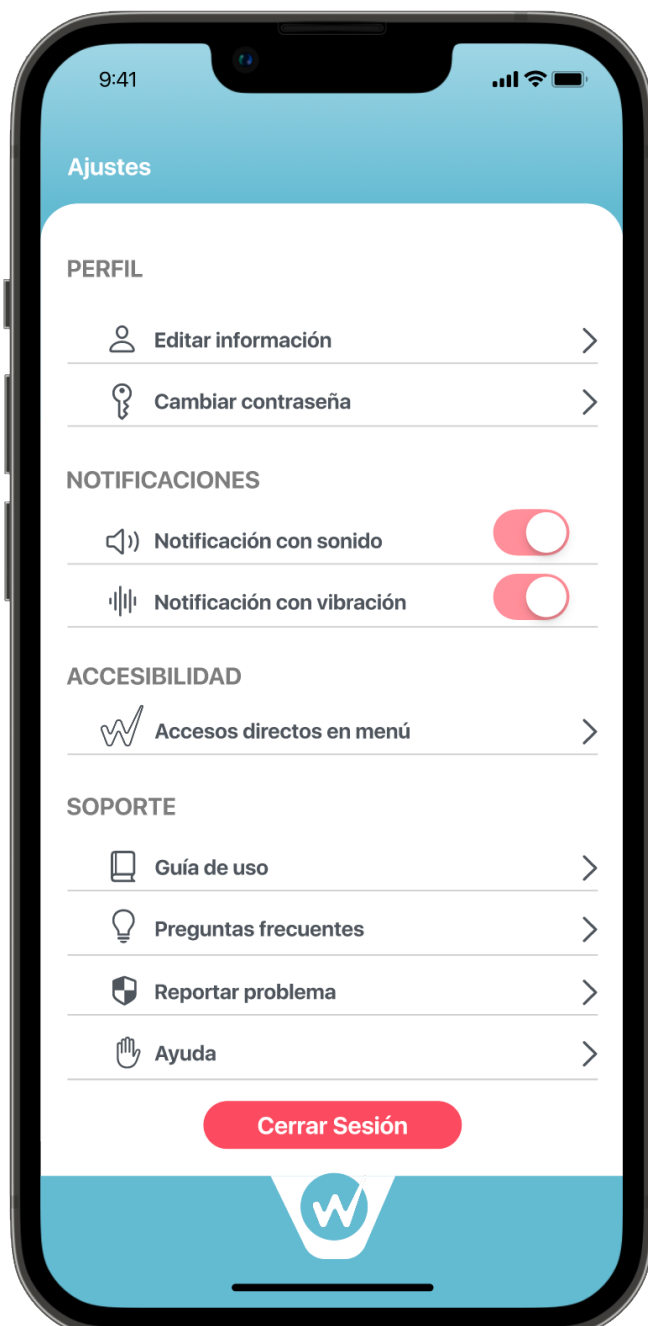 9:41
Ajustes
PERFIL
Editar información
Cambiar contraseña
NOTIFICACIONES
Notificación con sonido
Notificación con vibración
ACCESIBILIDAD
Accesos directos en menú
SOPORTE
Guía de uso
Preguntas frecuentes
Reportar problema
Ayuda
Cerrar Sesión
W